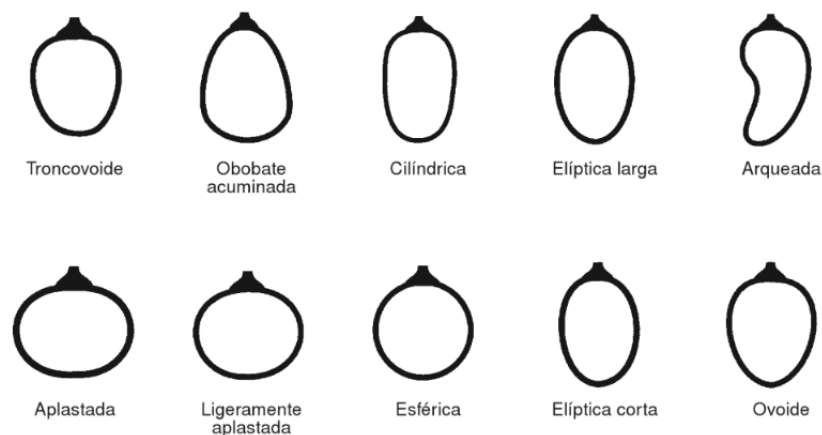 Troncovoide
Obobate
acuminada
Cilíndrica
Elíptica larga
Arqueada
Aplastada
Ligeramente
aplastada
Esférica
Elíptica corta
Ovoide